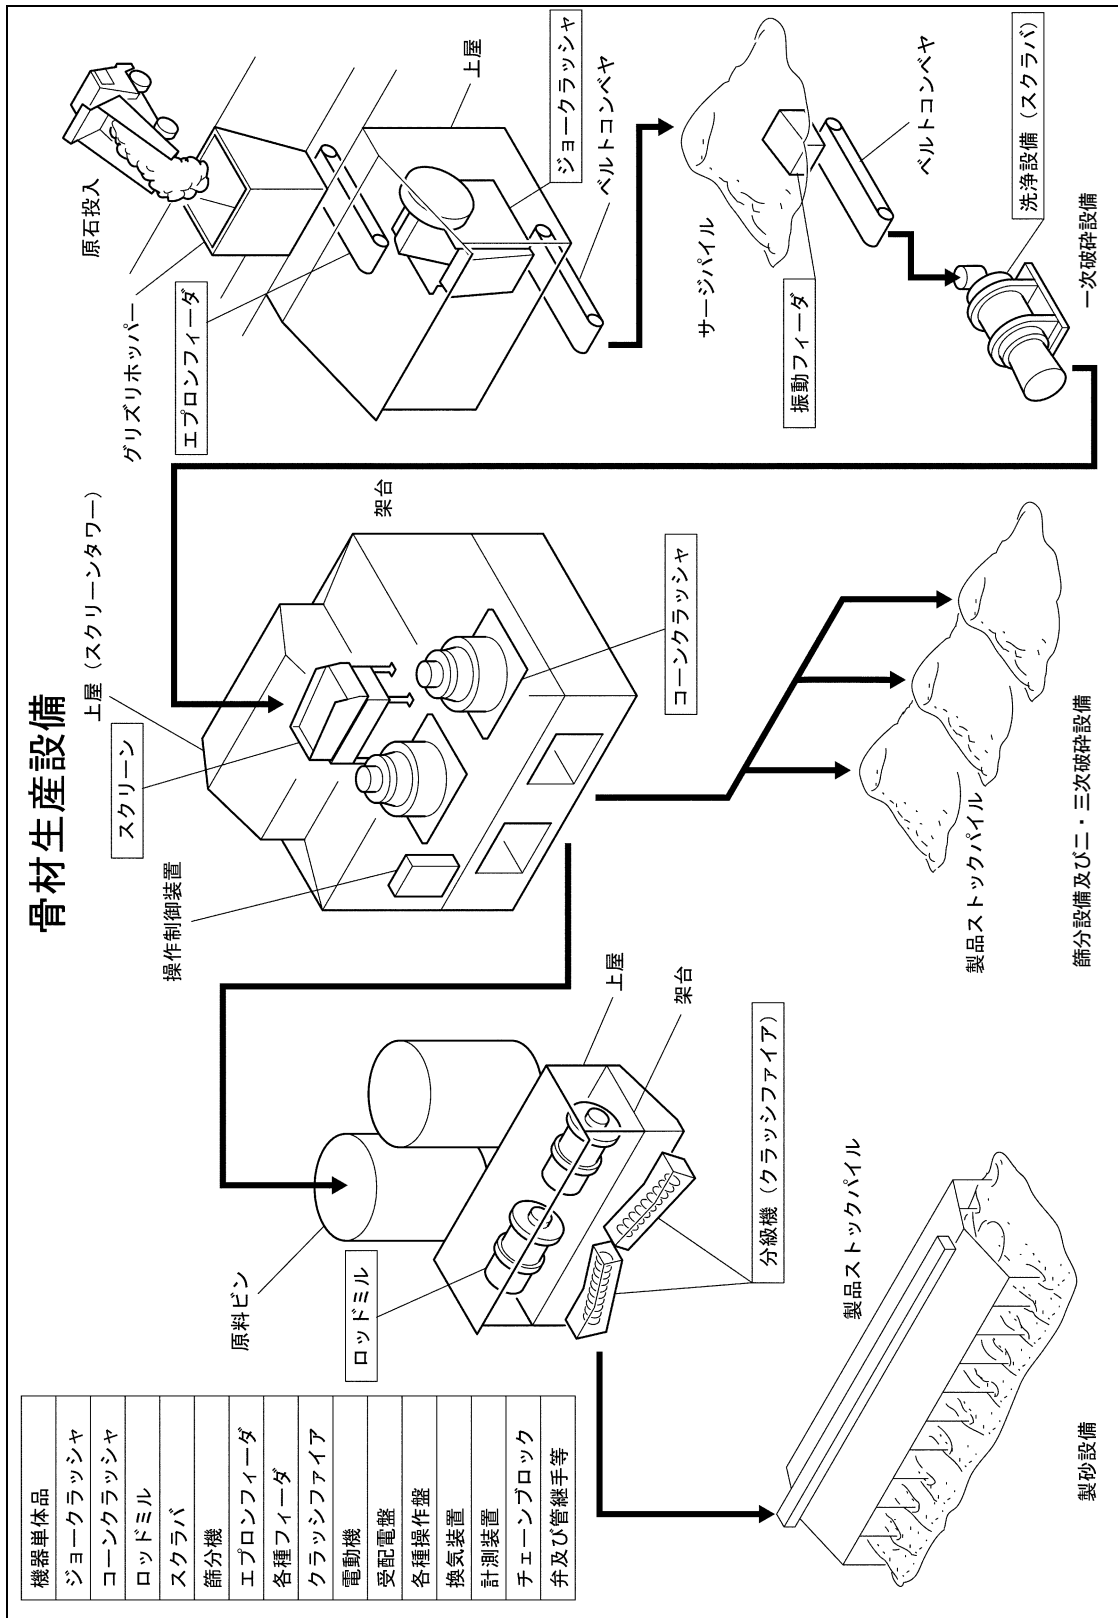 骨材生産設備
原石投入
グリズリホッパー
エプロンフィーダ
上屋
ジョークラッシャ
ベルトコンベヤ
サージパイル
振動フィーダ
ベルトコンベヤ
洗浄設備（スクラバ）
一次破砕設備
上屋（スクリーンタワー）
スクリーン
操作制御装置
架台
コーンクラッシャ
製品ストックパイル
篩分設備及び二・三次破砕設備
原料ビン
ロッドミル
上屋
架台
分級機（クラッシファイア）
製品ストックパイル
製砂設備
機器単体品
ジョークラッシャ
コーンクラッシャ
ロッドミル
スクラバ
篩分機
エプロンフィーダ
各種フィーダ
クラッシファイア
電動機
受配電盤
各種操作盤
換気装置
計測装置
チェーンブロック
弁及び管継手等